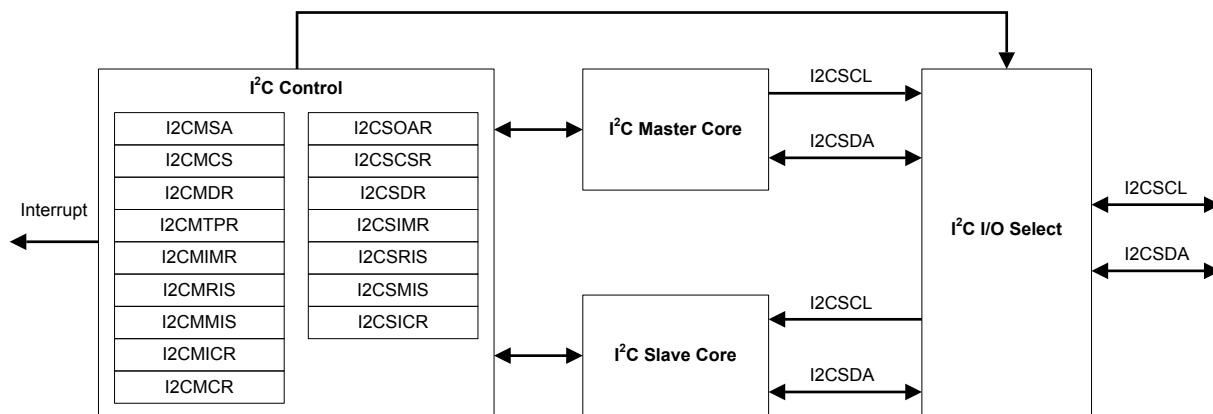 I²C Control
I2CMSA
I2CMCS
I2CMDR
I2CMTPR
I2CMIMR
I2CMRIS
I2CMMIS
I2CMICR
I2CMCR
I2CSOAR
I2CSCSR
I2CSDR
I2CSIMR
I2CSRIS
I2CSMIS
I2CSICR
Interrupt
I²C Master Core
I2CSCL
I2CSDA
I²C Slave Core
I2CSCL
I2CSDA
I²C I/O Select
I2CSCL
I2CSDA